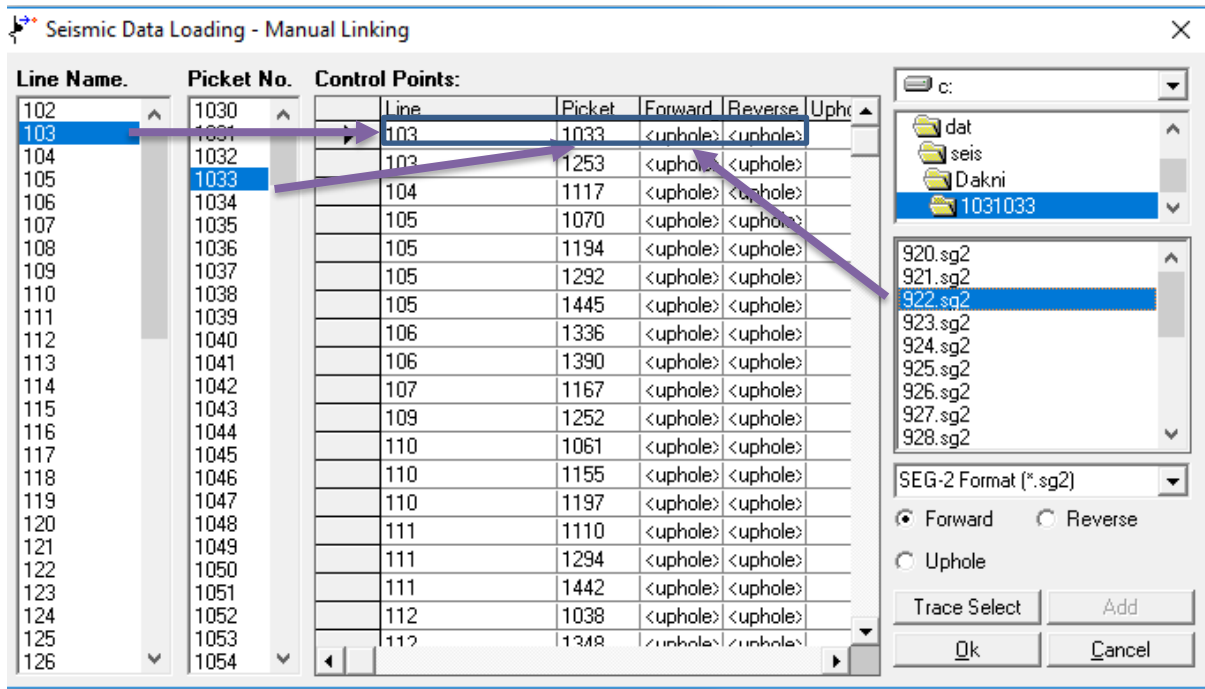 Seismic Data Loading - Manual Linking
Line Name.
102
103
104
105
106
107
108
109
110
111
112
113
114
115
116
117
118
119
120
121
122
123
124
125
126
Picket No.
1030
1031
1032
1033
1034
1035
1036
1037
1038
1039
1040
1041
1042
1043
1044
1045
1046
1047
1048
1049
1050
1051
1052
1053
1054
Control Points:
Line Picket Forward Reverse Upho
103 1033 <uphole> <uphole>
103 1253 <uphole> <uphole>
104 1117 <uphole> <uphole>
105 1070 <uphole> <uphole>
105 1194 <uphole> <uphole>
105 1292 <uphole> <uphole>
105 1445 <uphole> <uphole>
106 1336 <uphole> <uphole>
106 1390 <uphole> <uphole>
107 1167 <uphole> <uphole>
109 1252 <uphole> <uphole>
110 1061 <uphole> <uphole>
110 1155 <uphole> <uphole>
110 1197 <uphole> <uphole>
111 1110 <uphole> <uphole>
111 1294 <uphole> <uphole>
111 1442 <uphole> <uphole>
112 1038 <uphole> <uphole>
112 1348 <uphole> <uphole>
c:
dat
seis
Dakni
1031033
920.sg2
921.sg2
922.sg2
923.sg2
924.sg2
925.sg2
926.sg2
927.sg2
928.sg2
SEG-2 Format (*.sg2)
Forward Reverse
Uphole
Trace Select Add
Ok Cancel